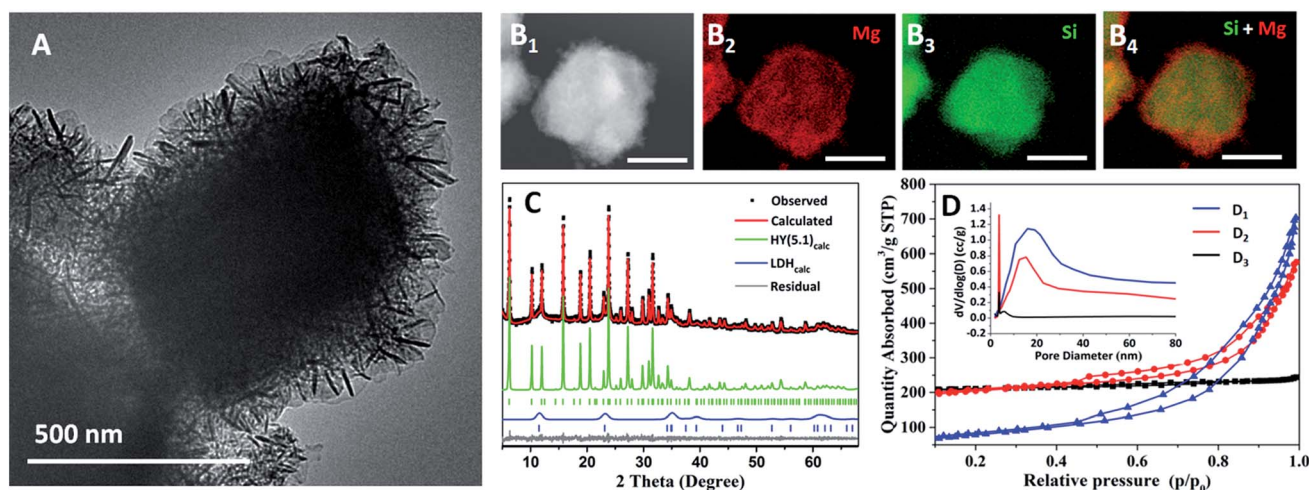 A
500 nm
B1
B2
Mg
B3
Si
B4
Si + Mg
C
Observed
Calculated
HY(5.1)calc
LDHcalc
Residual
10 20 30 40 50 60
2 Theta (Degree)
D
D1
D2
D3
Quantity Absorbed (cm³/g STP)
800
700
600
500
400
300
200
100
0.2 0.4 0.6 0.8 1.0
Relative pressure (p/p0)
dV/dlog(D) (cc/g)
1.4
1.2
1.0
0.8
0.6
0.4
0.2
0.0
0 20 40 60 80
Pore Diameter (nm)